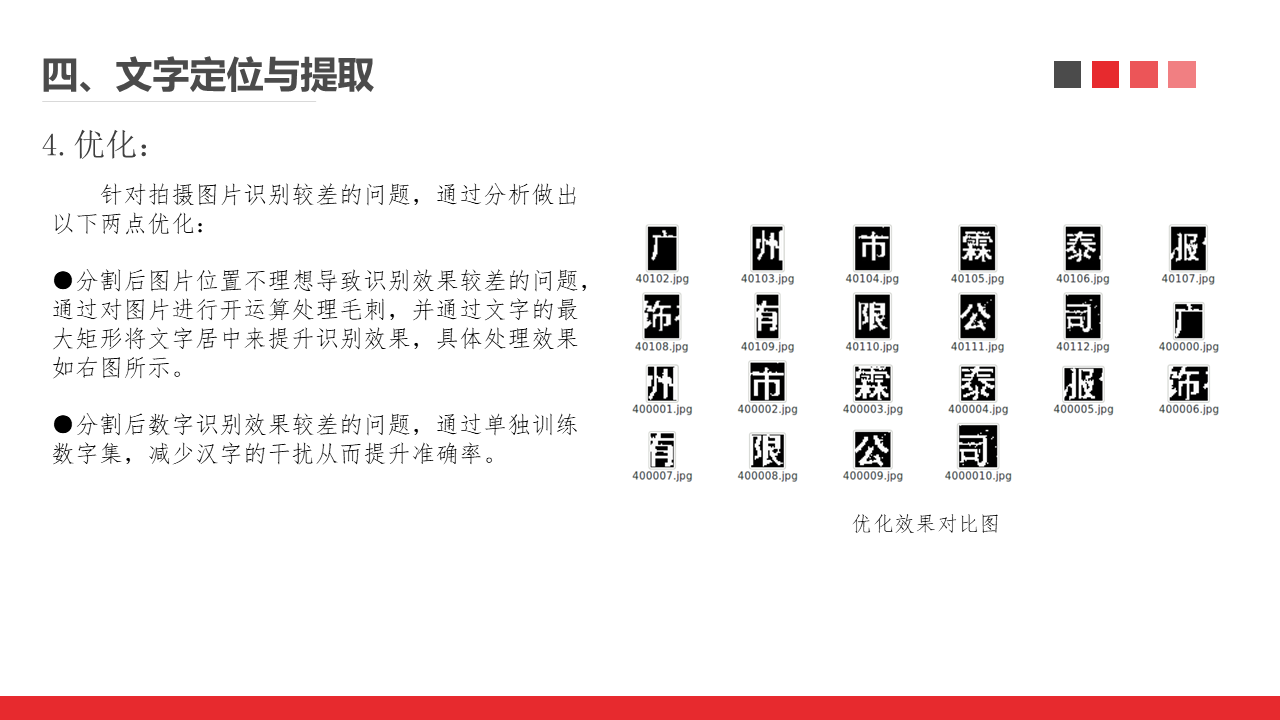 四、文字定位与提取
4.优化：
针对拍摄图片识别较差的问题，通过分析做出
以下两点优化：
●分割后图片位置不理想导致识别效果较差的问题，
通过对图片进行开运算处理毛刺，并通过文字的最
大矩形将文字居中来提升识别效果，具体处理效果
如右图所示。
●分割后数字识别效果较差的问题，通过单独训练
数字集，减少汉字的干扰从而提升准确率。
广 州 市 霖 泰 服
40102.jpg 40103.jpg 40104.jpg 40105.jpg 40106.jpg 40107.jpg
饰 有 限 公 司 广
40108.jpg 40109.jpg 40110.jpg 40111.jpg 40112.jpg 400000.jpg
州 市 霖 泰 服 饰
400001.jpg 400002.jpg 400003.jpg 400004.jpg 400005.jpg 400006.jpg
有 限 公 司
400007.jpg 400008.jpg 400009.jpg 4000010.jpg
优化效果对比图